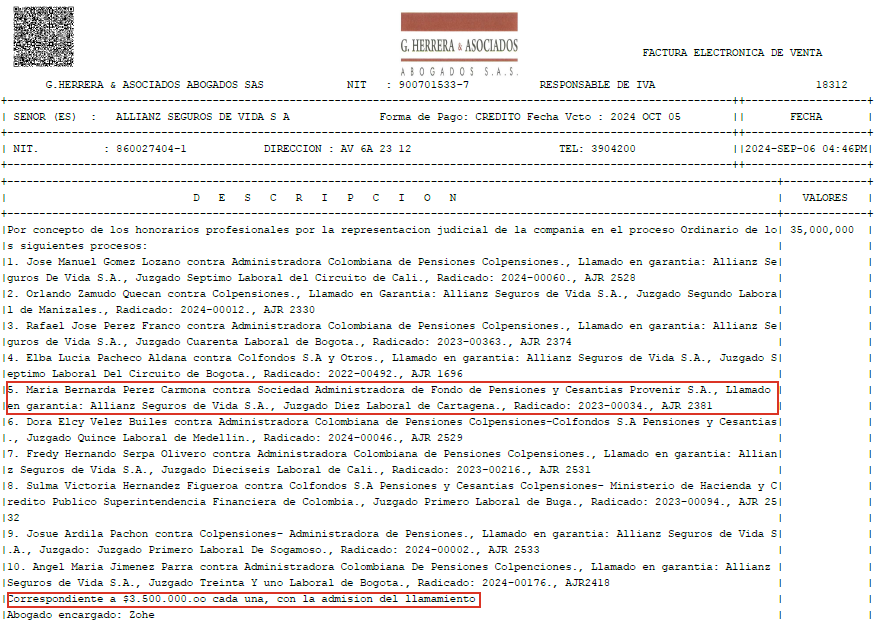 G. HERRERA & ASOCIADOS
ABOGADOS S.A.S.
FACTURA ELECTRONICA DE VENTA
G.HERRERA & ASOCIADOS ABOGADOS SAS NIT : 900701533-7 RESPONSABLE DE IVA 18312
SENOR (ES) : ALLIANZ SEGUROS DE VIDA S A Forma de Pago: CREDITO Fecha Vcto : 2024 OCT 05 || FECHA
NIT. : 860027404-1 DIRECCION : AV 6A 23 12 TEL: 3904200 ||2024-SEP-06 04:46PM|
D E S C R I P C I O N | VALORES |
|Por concepto de los honorarios profesionales por la representacion judicial de la compania en el proceso Ordinario de lo| 35,000,000 |
|s siguientes procesos:
|1. Jose Manuel Gomez Lozano contra Administradora Colombiana de Pensiones Colpensiones., Llamado en garantia: Allianz Se|
|guros De Vida S.A., Juzgado Septimo Laboral del Circuito de Cali., Radicado: 2024-00060., AJR 2528
|2. Orlando Zamudo Quecan contra Colpensiones., Llamado en Garantia: Allianz Seguros de Vida S.A., Juzgado Segundo Labora|
|l de Manizales., Radicado: 2024-00012., AJR 2330
|3. Rafael Jose Perez Franco contra Administradora Colombiana de Pensiones Colpensiones., Llamado en garantia: Allianz Se|
|guros de Vida S.A., Juzgado Cuarenta Laboral de Bogota., Radicado: 2023-00363., AJR 2374
|4. Elba Lucia Pacheco Aldana contra Colfondos S.A y Otros., Llamado en garantia: Allianz Seguros de Vida S.A., Juzgado S|
|eptimo Laboral Del Circuito de Bogota., Radicado: 2022-00492., AJR 1696
5. Maria Bernarda Perez Carmona contra Sociedad Administradora de Fondo de Pensiones y Cesantias Provenir S.A., Llamado
en garantia: Allianz Seguros de Vida S.A., Juzgado Diez Laboral de Cartagena., Radicado: 2023-00034., AJR 2381
|6. Dora Elcy Velez Builes contra Administradora Colombiana de Pensiones Colpensiones-Colfondos S.A Pensiones y Cesantias|
|., Juzgado Quince Laboral de Medellin., Radicado: 2024-00046., AJR 2529
|7. Fredy Hernando Serpa Olivero contra Administradora Colombiana de Pensiones Colpensiones., Llamado en garantia: Allian|
|z Seguros de Vida S.A., Juzgado Dieciseis Laboral de Cali., Radicado: 2023-00216., AJR 2531
|8. Sulma Victoria Hernandez Figueroa contra Colfondos S.A Pensiones y Cesantias Colpensiones- Ministerio de Hacienda y C|
|redito Publico Superintendencia Financiera de Colombia., Juzgado Primero Laboral de Buga., Radicado: 2023-00094., AJR 25|
|32
|9. Josue Ardila Pachon contra Colpensiones- Administradora de Pensiones., Llamado en garantia: Allianz Seguros de Vida S|
|.A., Juzgado: Juzgado Primero Laboral De Sogamoso., Radicado: 2024-00002., AJR 2533
|10. Angel Maria Jimenez Parra contra Administradora Colombiana De Pensiones Colpenciones., Llamado en garantia: Allianz |
|Seguros de Vida S.A., Juzgado Treinta Y uno Laboral de Bogota., Radicado: 2024-00176., AJR2418
Correspondiente a $3.500.000.oo cada una, con la admision del llamamiento
|Abogado encargado: Zohe